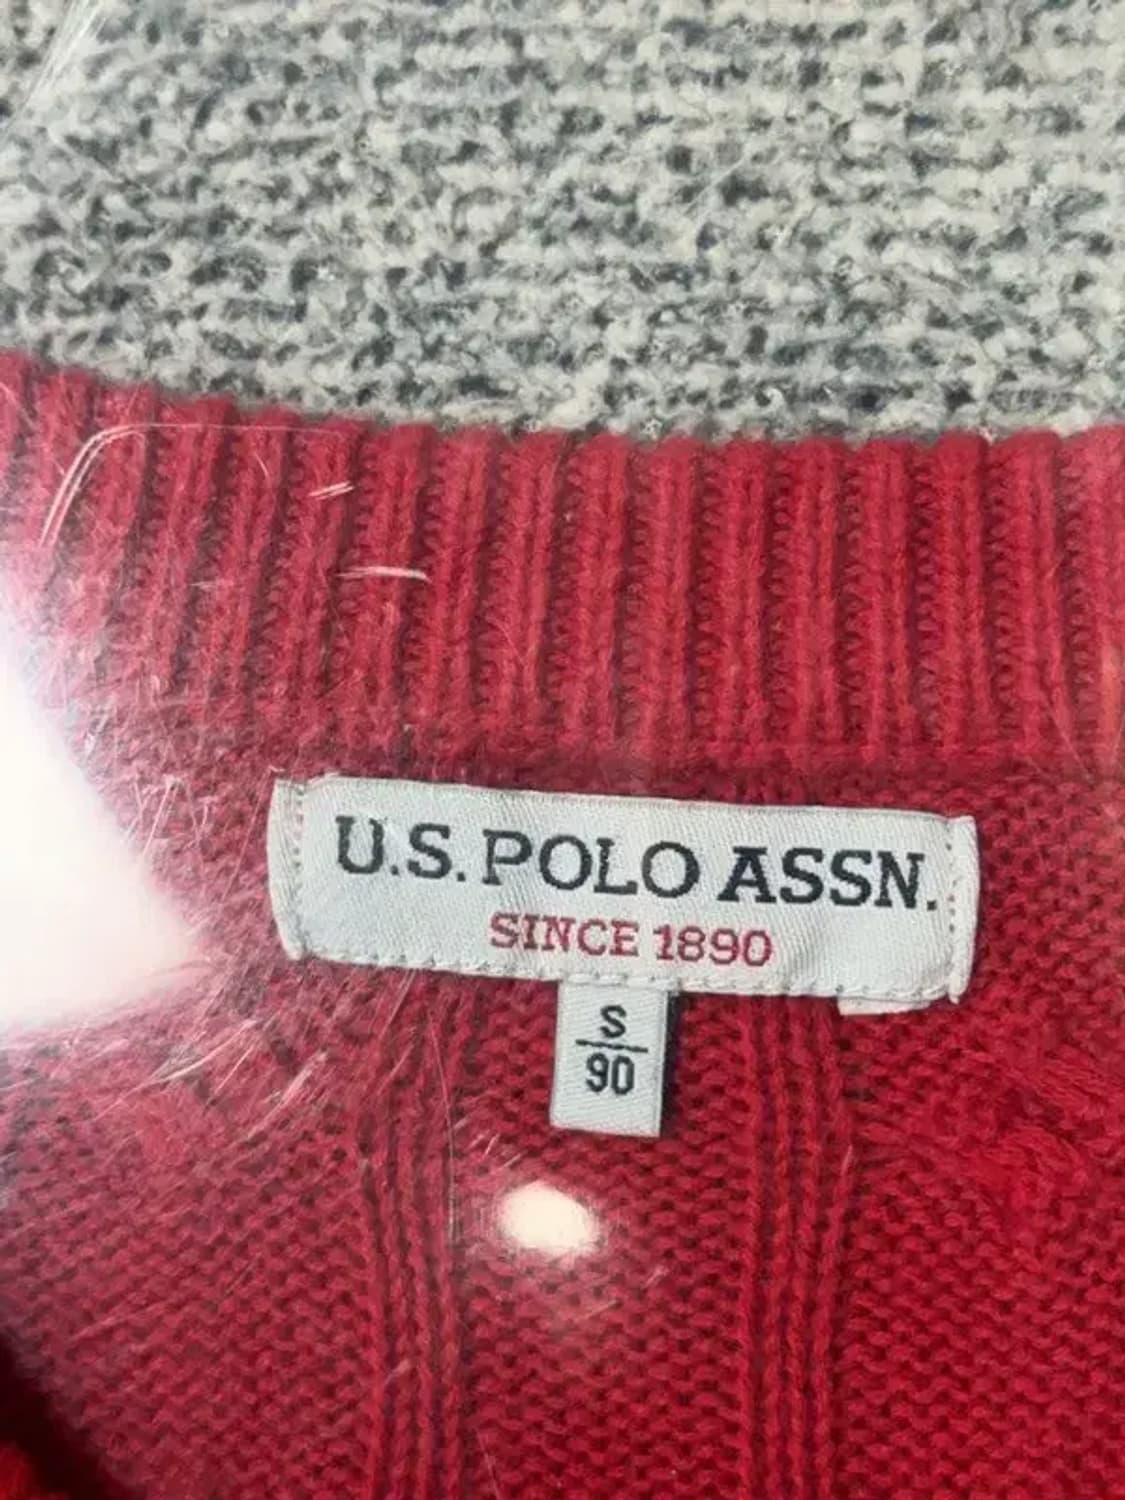 U.S. POLO ASSN.
SINCE 1890
S
90